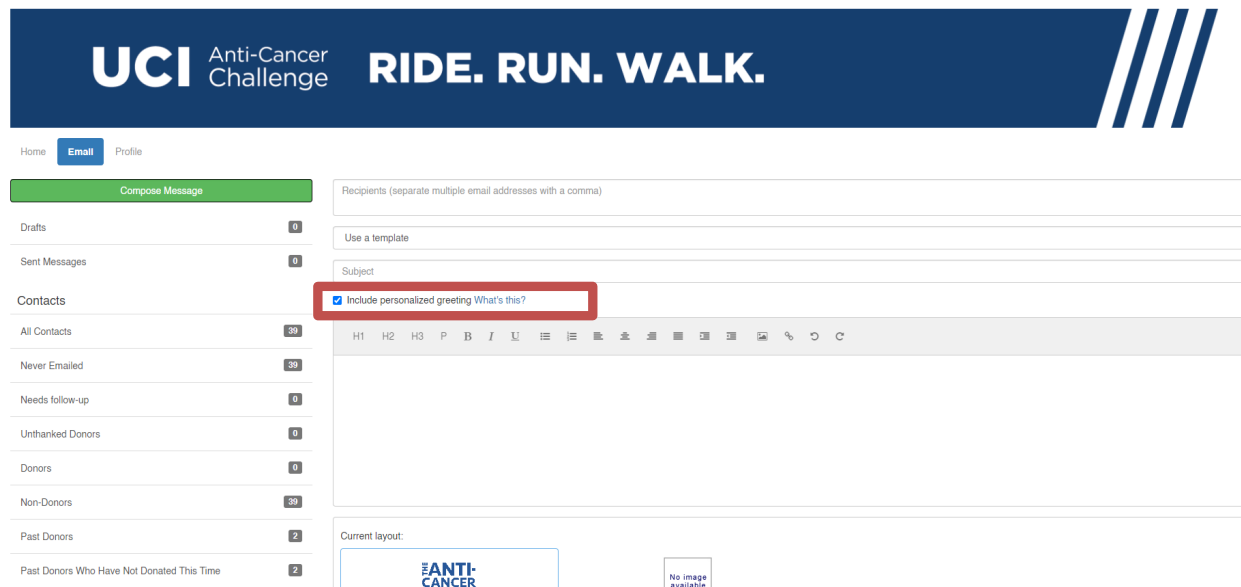 UCI Anti-Cancer Challenge RIDE. RUN. WALK.
Home Email Profile
Compose Message
Drafts 0
Sent Messages 0
Contacts
All Contacts 39
Never Emailed 39
Needs follow-up 0
Unthanked Donors 0
Donors 0
Non-Donors 39
Past Donors 2
Past Donors Who Have Not Donated This Time 2
Recipients (separate multiple email addresses with a comma)
Use a template
Subject
Include personalized greeting What's this?
H1 H2 H3 P B I U
Current layout:
THE ANTI-
CANCER
No image
available